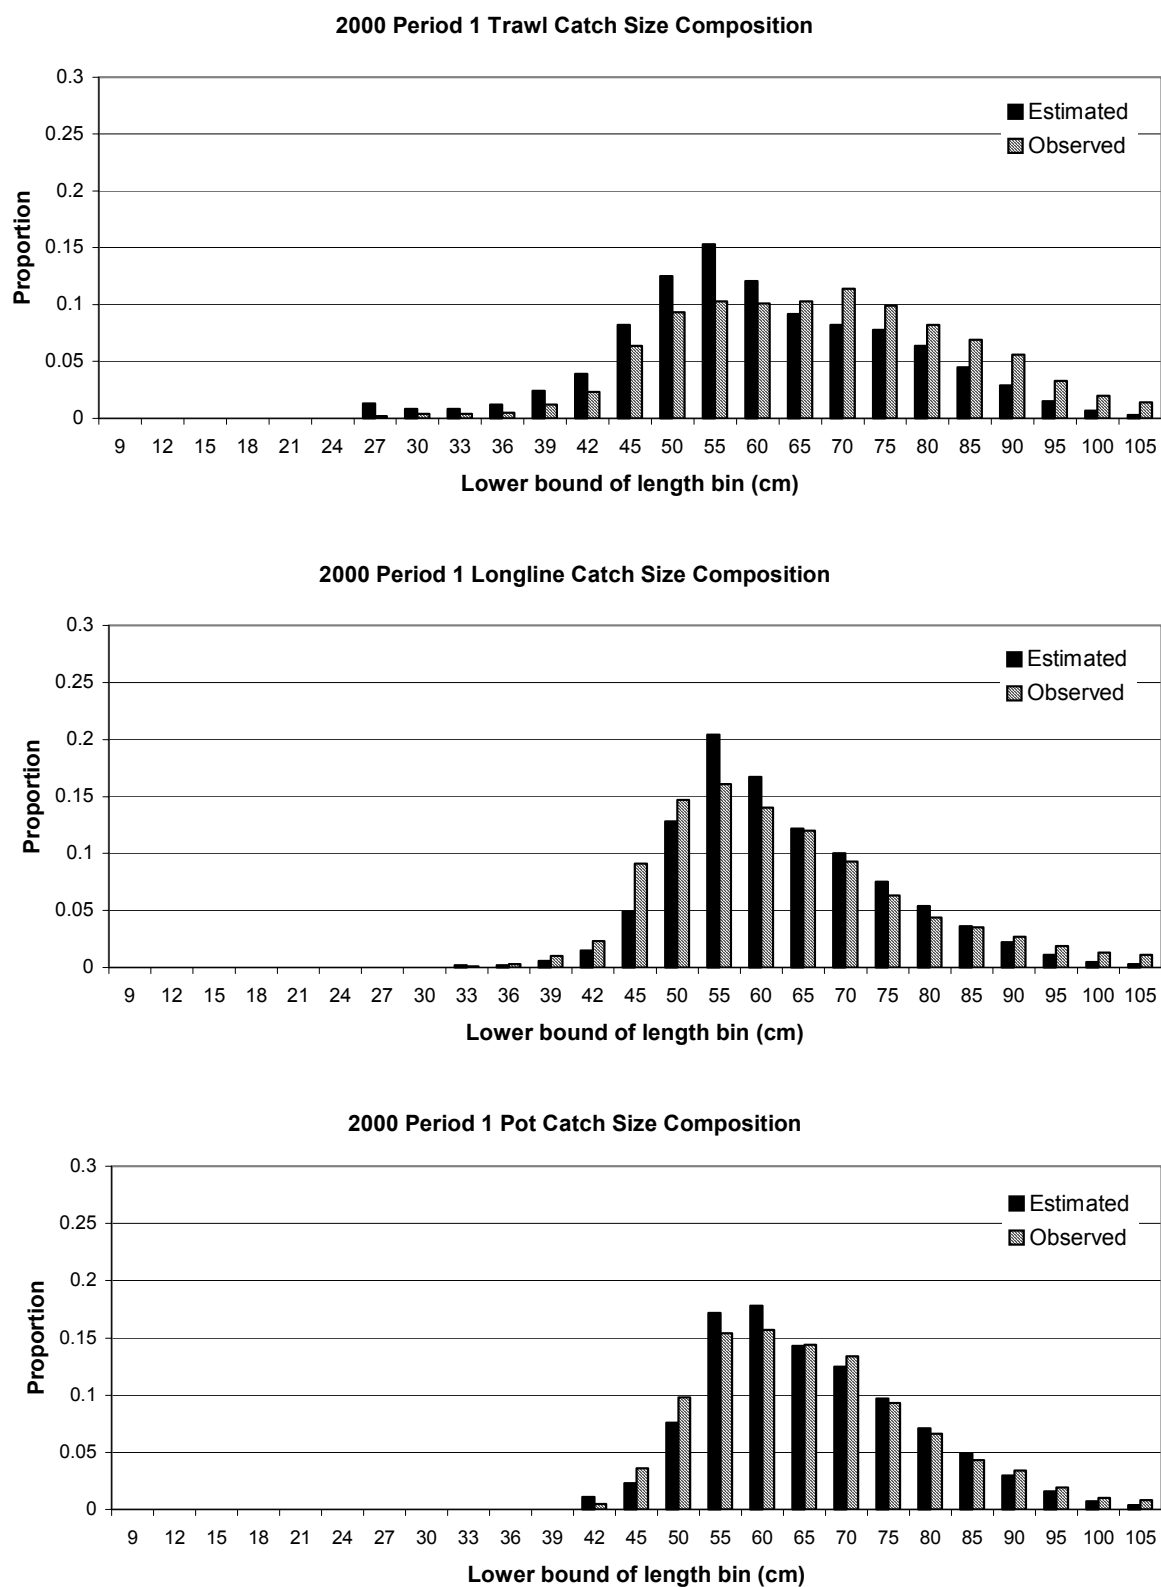 2000 Period 1 Trawl Catch Size Composition
0.3
0.25
0.2
0.15
0.1
0.05
0
Proportion
Estimated
Observed
9 12 15 18 21 24 27 30 33 36 39 42 45 50 55 60 65 70 75 80 85 90 95 100 105
Lower bound of length bin (cm)
2000 Period 1 Longline Catch Size Composition
0.3
0.25
0.2
0.15
0.1
0.05
0
Proportion
Estimated
Observed
9 12 15 18 21 24 27 30 33 36 39 42 45 50 55 60 65 70 75 80 85 90 95 100 105
Lower bound of length bin (cm)
2000 Period 1 Pot Catch Size Composition
0.3
0.25
0.2
0.15
0.1
0.05
0
Proportion
Estimated
Observed
9 12 15 18 21 24 27 30 33 36 39 42 45 50 55 60 65 70 75 80 85 90 95 100 105
Lower bound of length bin (cm)